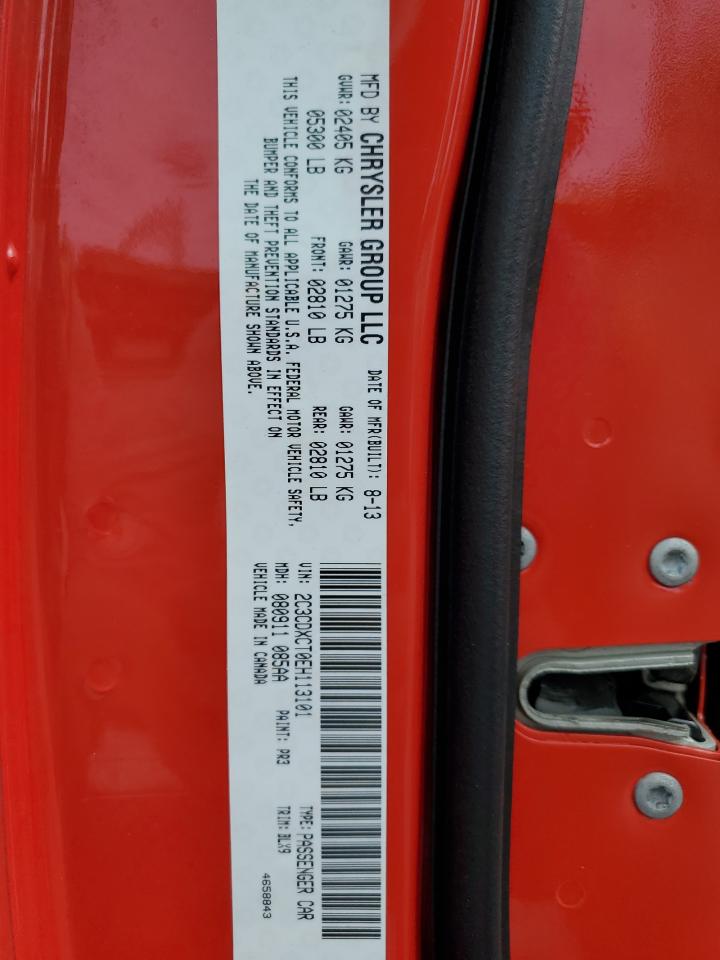 MFD BY CHRYSLER GROUP LLC DATE OF MFR(BUILT): 8-13
GVWR: 02405 KG GAWR: 01275 KG GAWR: 01275 KG
05300 LB FRONT: 02810 LB REAR: 02810 LB
THIS VEHICLE CONFORMS TO ALL APPLICABLE U.S.A. FEDERAL MOTOR VEHICLE SAFETY,
BUMPER AND THEFT PREVENTION STANDARDS IN EFFECT ON
THE DATE OF MANUFACTURE SHOWN ABOVE.
VIN: 2C3CDXCT0EH113101 TYPE: PASSENGER CAR
MDH: 080911 085AA PAINT: PR3 TRIM: BLX9
VEHICLE MADE IN CANADA
4658843